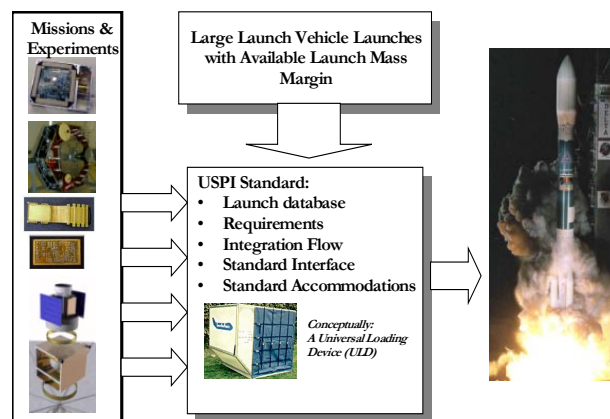 Missions &
Experiments
Large Launch Vehicle Launches
with Available Launch Mass
Margin
USPI Standard:
• Launch database
• Requirements
• Integration Flow
• Standard Interface
• Standard Accommodations
Conceptually:
A Universal Loading
Device (ULD)